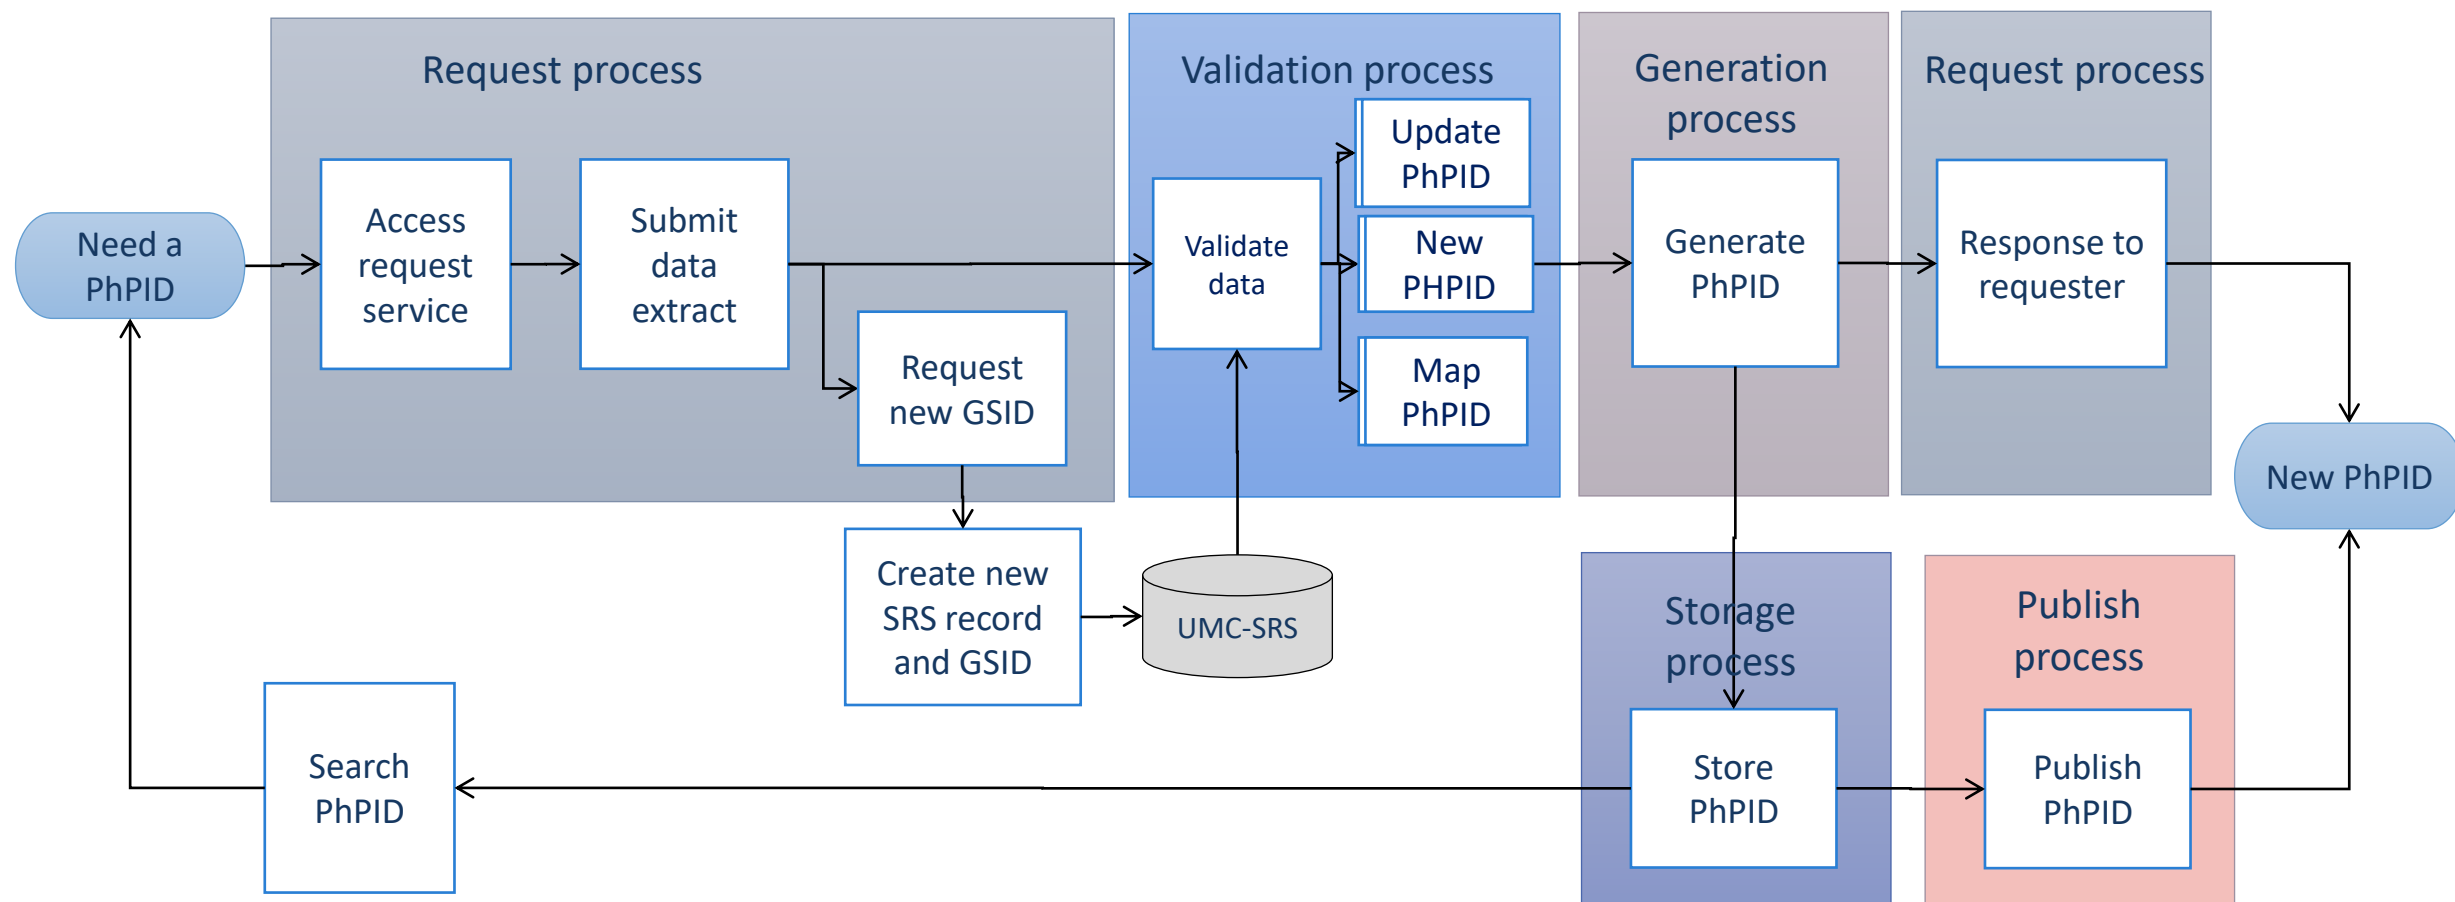 Request process
Validation process
Generation
process
Request process
Need a
PhPID
Access
request
service
Submit
data
extract
Request
new GSID
Validate
data
Update
PhPID
New
PHPID
Map
PhPID
Generate
PhPID
Response to
requester
New PhPID
Create new
SRS record
and GSID
UMC-SRS
Storage
process
Publish
process
Search
PhPID
Store
PhPID
Publish
PhPID